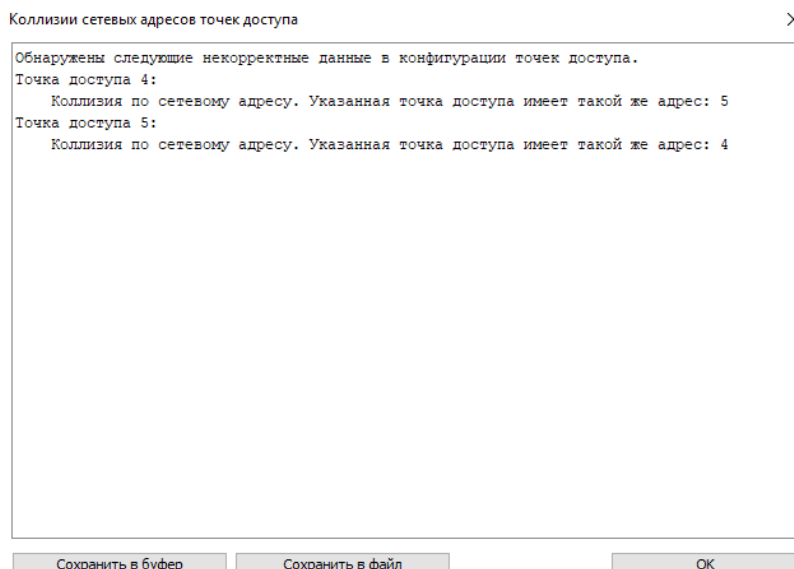 Коллизии сетевых адресов точек доступа
Обнаружены следующие некорректные данные в конфигурации точек доступа.
Точка доступа 4:
Коллизия по сетевому адресу. Указанная точка доступа имеет такой же адрес: 5
Точка доступа 5:
Коллизия по сетевому адресу. Указанная точка доступа имеет такой же адрес: 4
Сохранить в буфер Сохранить в файл ОК